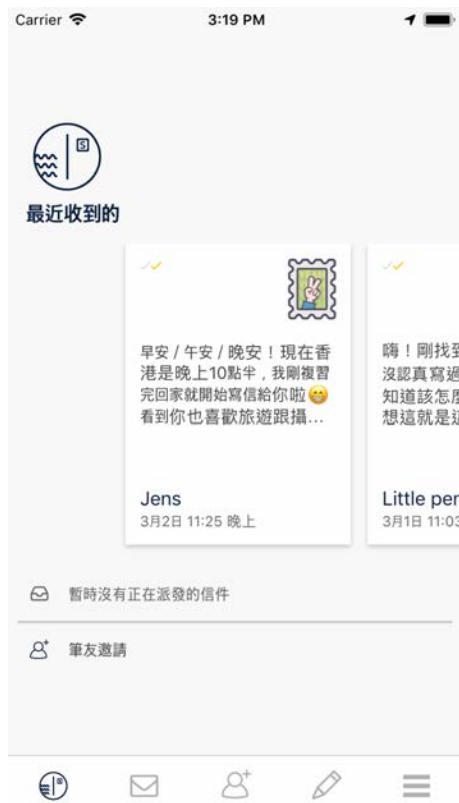 Carrier 3:19 PM
S
最近收到的
早安 / 午安 / 晚安！現在香
港是晚上10點半，我剛複習
完回家就開始寫信給你啦😁
看到你也喜歡旅遊跟攝...
Jens
3月2日 11:25 晚上
嗨！剛找到
沒認真寫過
知道該怎麼
想這就是這
Little pen
3月1日 11:03
暫時沒有正在派發的信件
筆友邀請